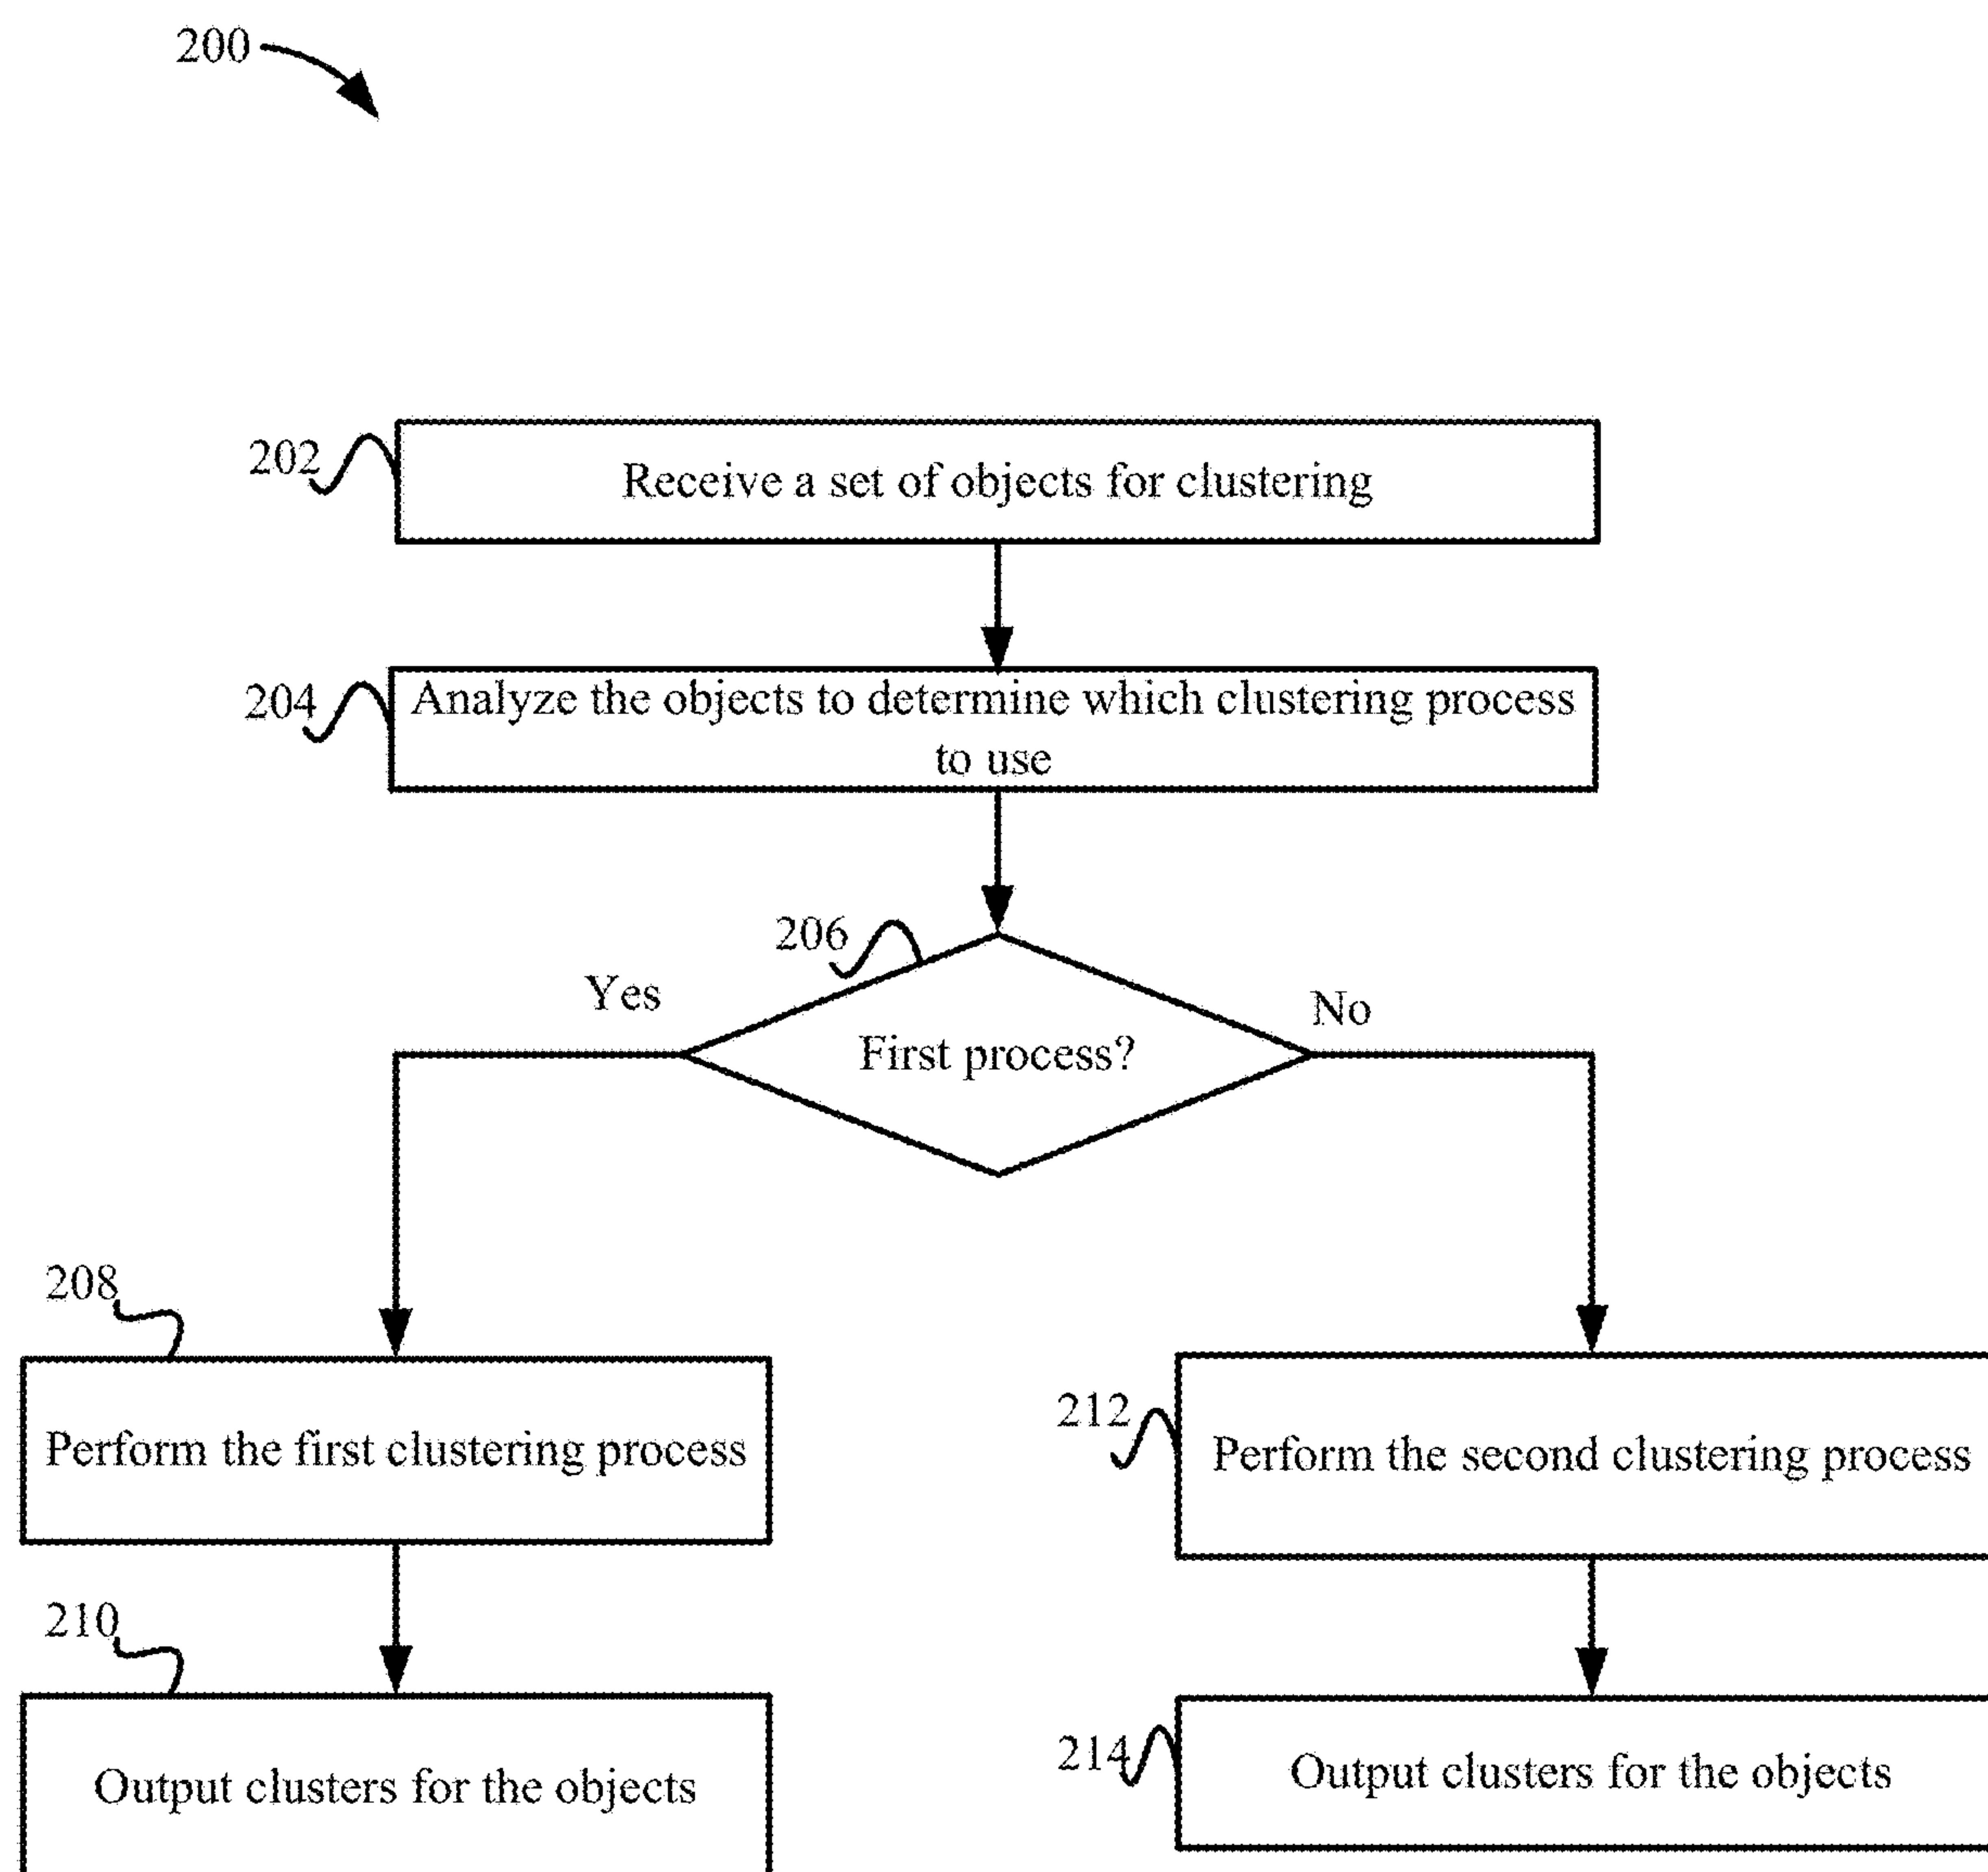 200
202
Receive a set of objects for clustering
204
Analyze the objects to determine which clustering process
to use
206
Yes
No
First process?
208
Perform the first clustering process
212
Perform the second clustering process
210
Output clusters for the objects
214
Output clusters for the objects